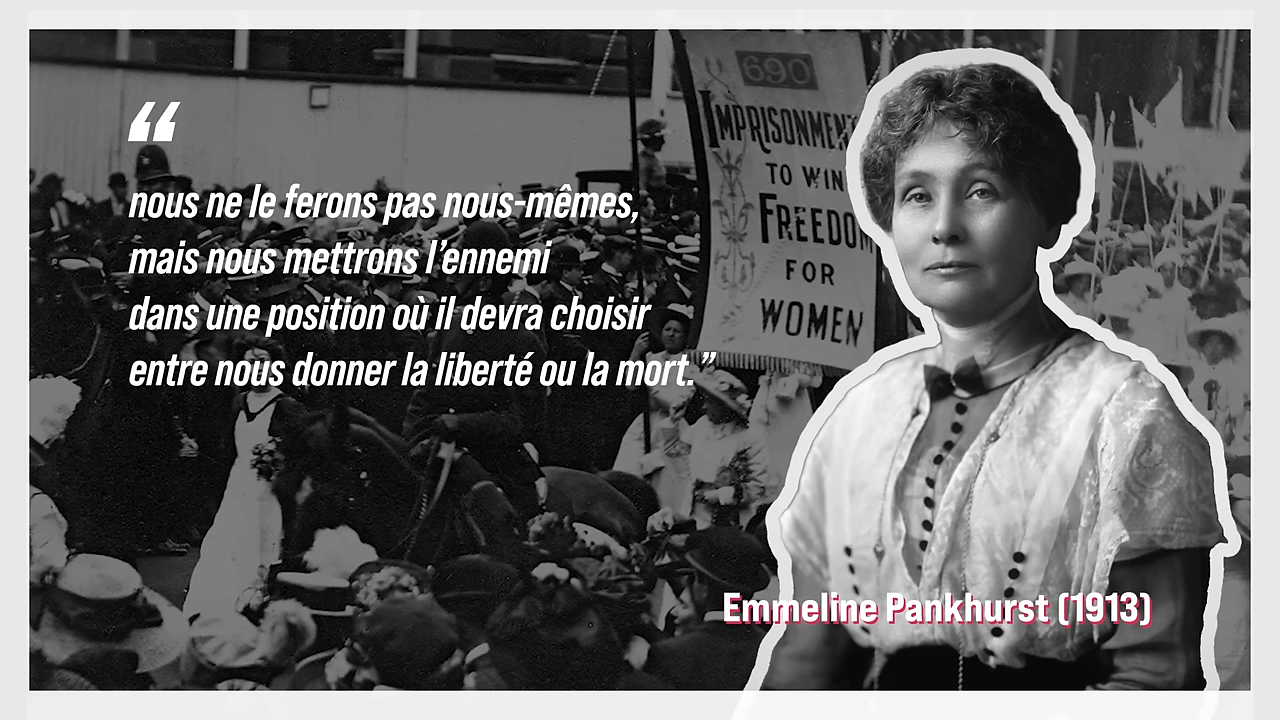 “
nous ne le ferons pas nous-mêmes,
mais nous mettrons l’ennemi
dans une position où il devra choisir
entre nous donner la liberté ou la mort.”
690
IMPRISONMENT
TO WIN
FREEDOM
FOR
WOMEN
Emmeline Pankhurst (1913)